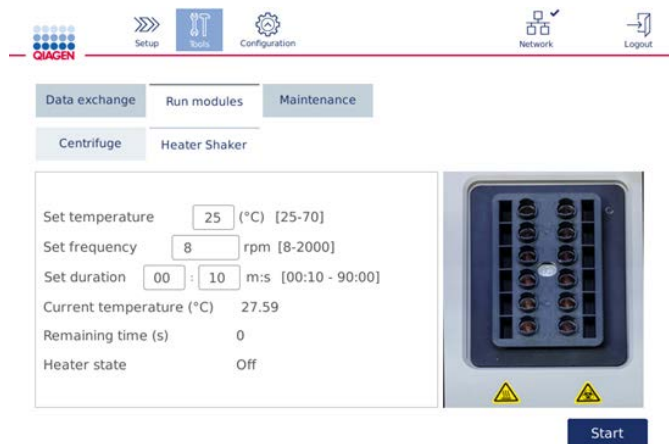 QIAGEN
Setup
Tools
Configuration
Network
Logout
Data exchange
Run modules
Maintenance
Centrifuge
Heater Shaker
Set temperature 25 (°C) [25-70]
Set frequency 8 rpm [8-2000]
Set duration 00 : 10 m:s [00:10 - 90:00]
Current temperature (°C) 27.59
Remaining time (s) 0
Heater state Off
Start